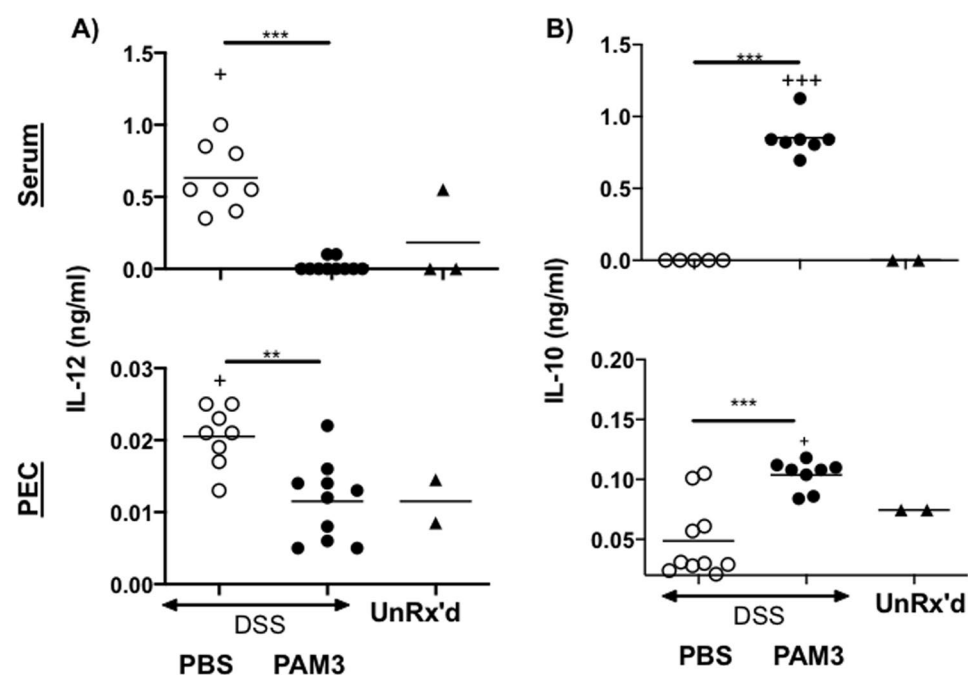 A)
***
+
1.5
1.0
0.5
0.0
Serum
B)
***
+++
1.5
1.0
0.5
0.0
IL-12 (ng/ml)
**
+
0.03
0.02
0.01
0.00
PEC
IL-10 (ng/ml)
***
+
0.20
0.15
0.10
0.05
DSS
UnRx'd
PBS PAM3
DSS
UnRx'd
PBS PAM3